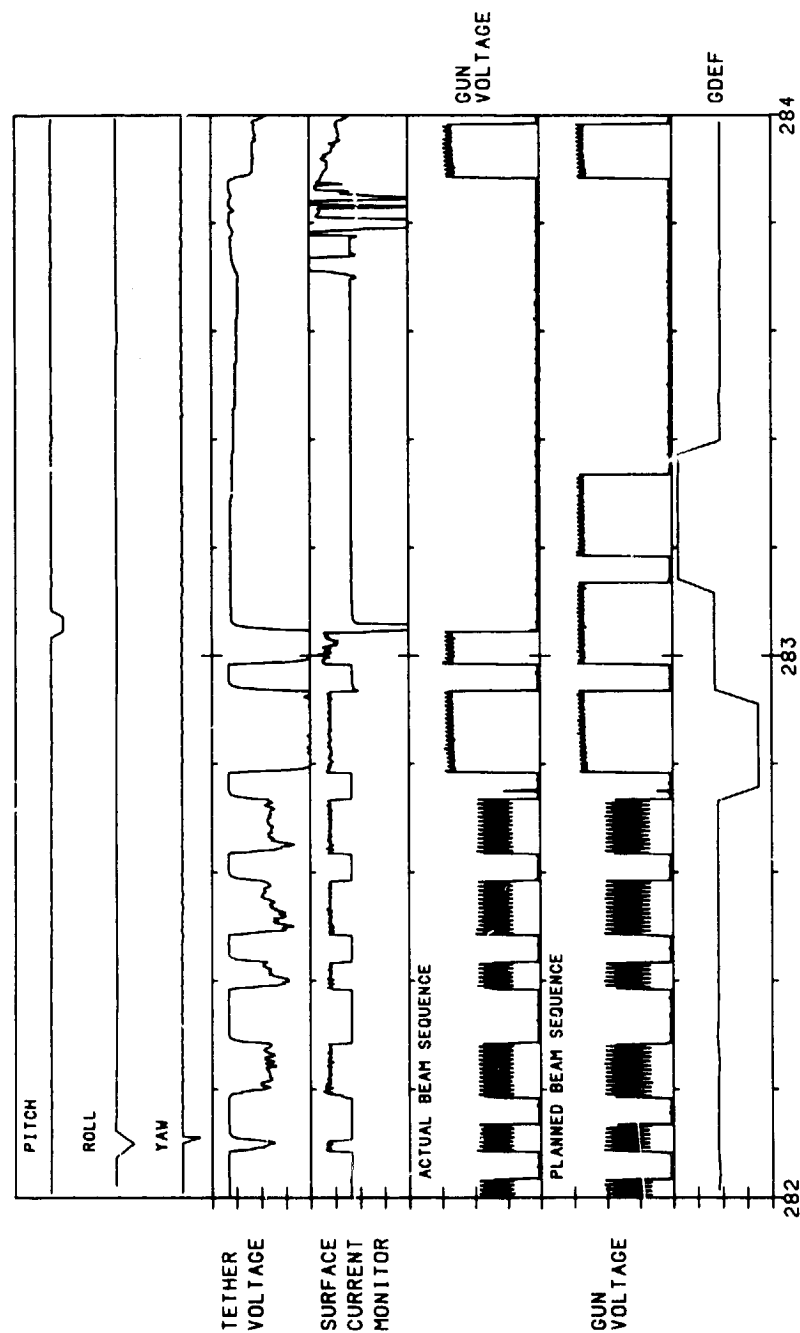 PITCH
ROLL
YAW
TETHER
VOLTAGE
SURFACE
CURRENT
MONITOR
ACTUAL BEAM SEQUENCE
GUN
VOLTAGE
PLANNED BEAM SEQUENCE
GUN
VOLTAGE
GDEF
282
283
284